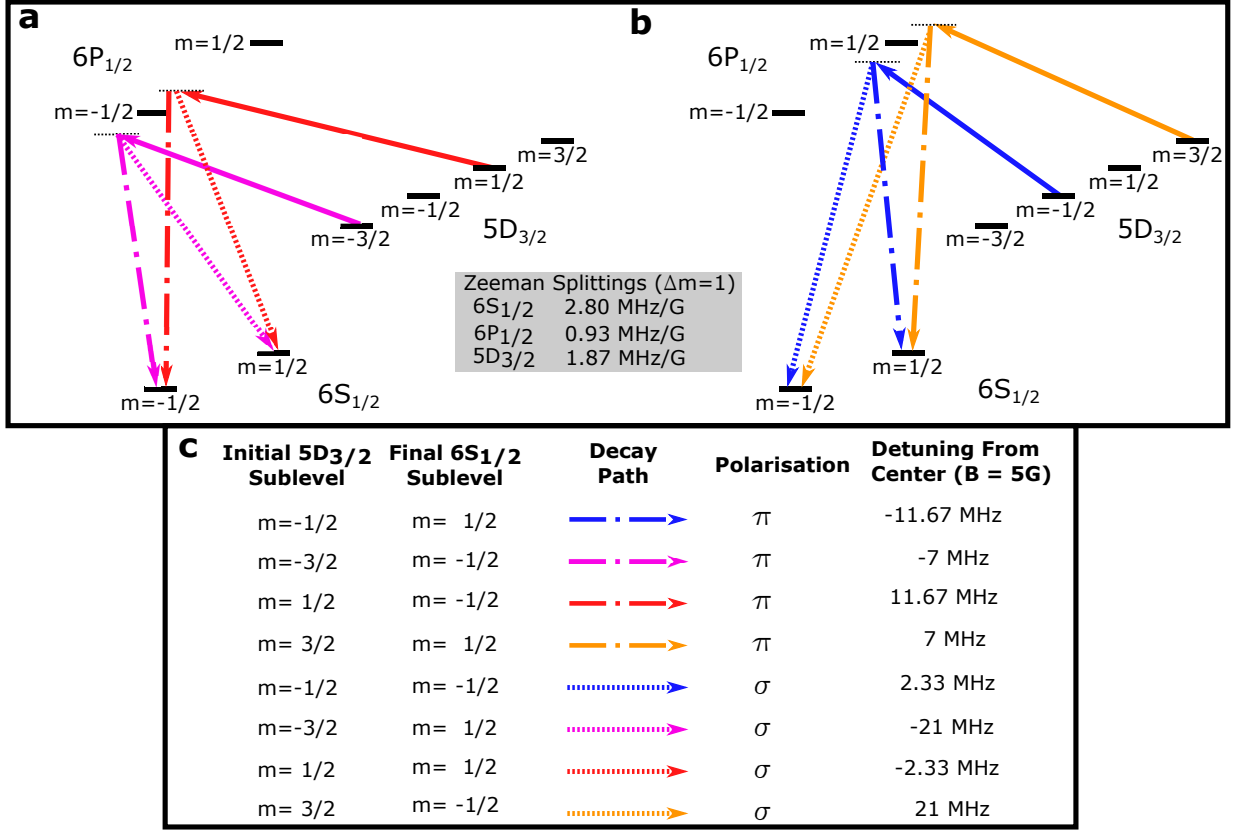 a
m=1/2
6P1/2
m=-1/2
m=3/2
m=1/2
m=-1/2
m=-3/2
5D3/2
m=1/2
m=-1/2
6S1/2
Zeeman Splittings (Δm=1)
6S1/2 2.80 MHz/G
6P1/2 0.93 MHz/G
5D3/2 1.87 MHz/G
b
m=1/2
6P1/2
m=-1/2
m=3/2
m=1/2
m=-1/2
m=-3/2
5D3/2
m=1/2
m=-1/2
6S1/2
c
Initial 5D3/2 Final 6S1/2 Decay Polarisation Detuning From
Sublevel Sublevel Path Center (B = 5G)
m=-1/2 m= 1/2 π -11.67 MHz
m=-3/2 m= -1/2 π -7 MHz
m= 1/2 m= -1/2 π 11.67 MHz
m= 3/2 m= 1/2 π 7 MHz
m=-1/2 m= -1/2 σ 2.33 MHz
m=-3/2 m= 1/2 σ -21 MHz
m= 1/2 m= 1/2 σ -2.33 MHz
m= 3/2 m= -1/2 σ 21 MHz